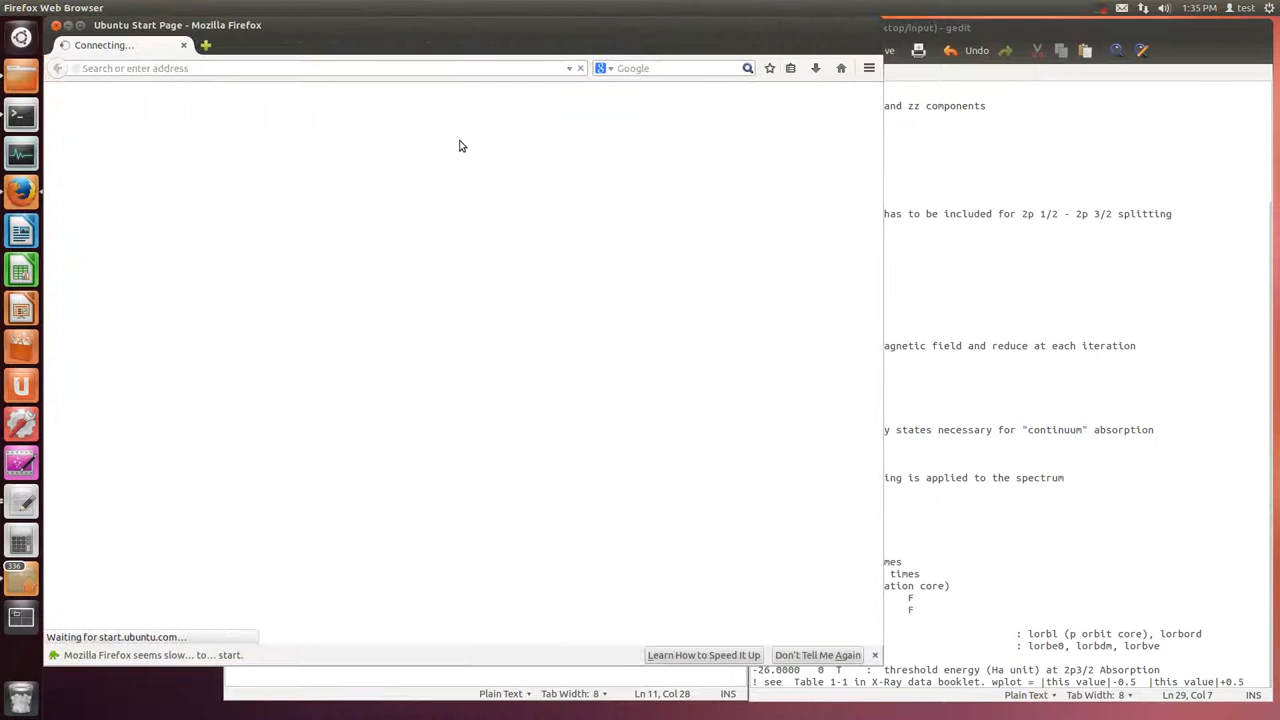 Firefox Web Browser
1:35 PM
test
Ubuntu Start Page - Mozilla Firefox
Connecting...
Search or enter address
Google
ktop/Input) - gedit
ve
Undo
and zz components
has to be included for 2p 1/2 - 2p 3/2 splitting
agnetic field and reduce at each iteration
y states necessary for "continuum" absorption
ing is applied to the spectrum
mes
times
ation core)
F
F
: lorbl (p orbit core), lorbord
: lorbe0, lorbdm, lorbve
-26.0000 0 T : threshold energy (Ha unit) at 2p3/2 Absorption
! see Table 1-1 in X-Ray data booklet. wplot = |this value|-0.5 |this value|+0.5
336
Waiting for start.ubuntu.com...
Mozilla Firefox seems slow... to... start.
Learn How to Speed It Up
Don't Tell Me Again
Plain Text
Tab Width: 8
Ln 11, Col 28
INS
Plain Text
Tab Width: 8
Ln 29, Col 7
INS